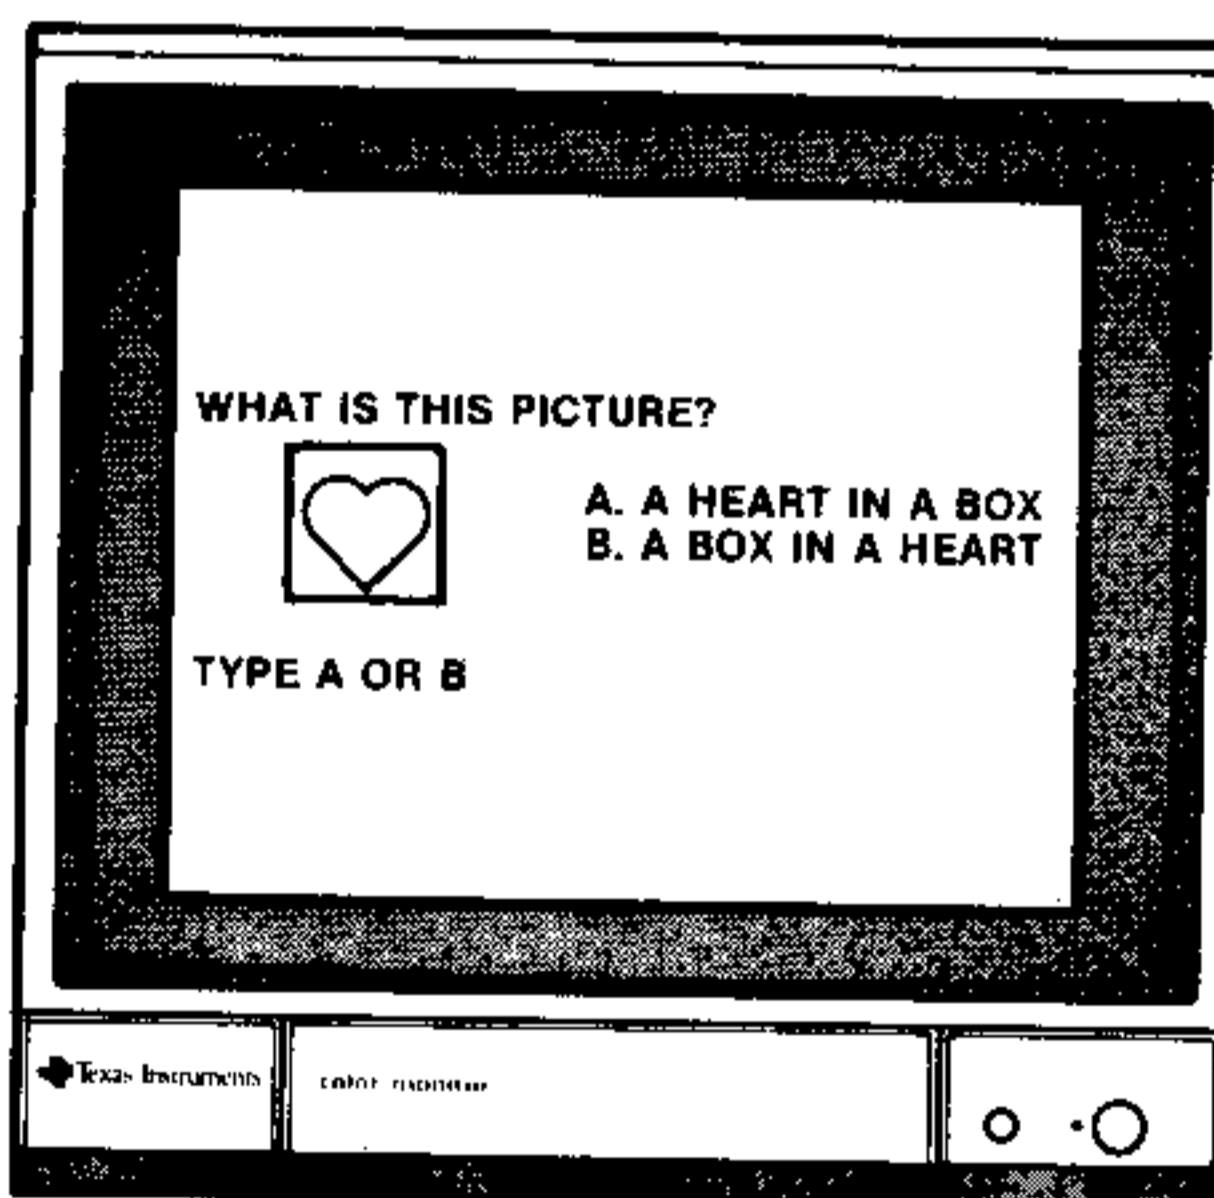 WHAT IS THIS PICTURE?
A. A HEART IN A BOX
B. A BOX IN A HEART
TYPE A OR B
Texas Instruments